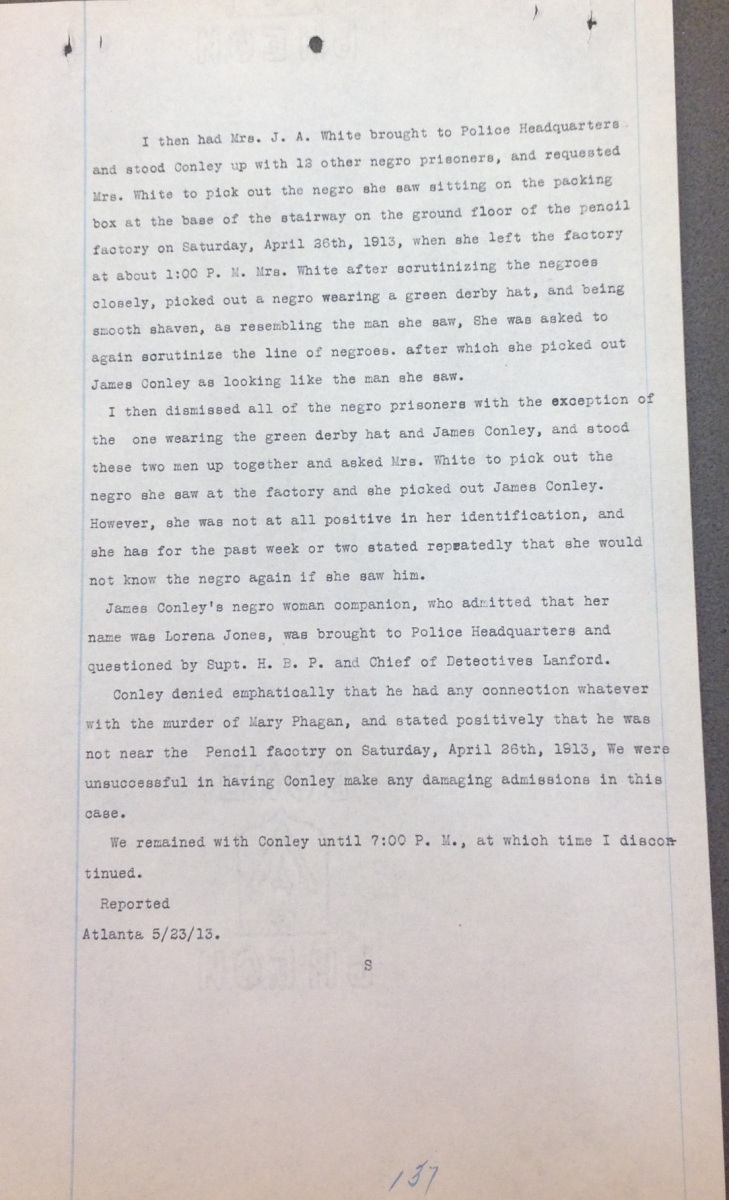 I then had Mrs. J. A. White brought to Police Headquarters
and stood Conley up with 12 other negro prisoners, and requested
Mrs. White to pick out the negro she saw sitting on the packing
box at the base of the stairway on the ground floor of the pencil
factory on Saturday, April 26th, 1913, when she left the factory
at about 1:00 P. M. Mrs. White after scrutinizing the negroes
closely, picked out a negro wearing a green derby hat, and being
smooth shaven, as resembling the man she saw, She was asked to
again scrutinize the line of negroes. after which she picked out
James Conley as looking like the man she saw.
I then dismissed all of the negro prisoners with the exception of
the one wearing the green derby hat and James Conley, and stood
these two men up together and asked Mrs. White to pick out the
negro she saw at the factory and she picked out James Conley.
However, she was not at all positive in her identification, and
she has for the past week or two stated repeatedly that she would
not know the negro again if she saw him.
James Conley's negro woman companion, who admitted that her
name was Lorena Jones, was brought to Police Headquarters and
questioned by Supt. H. B. P. and Chief of Detectives Lanford.
Conley denied emphatically that he had any connection whatever
with the murder of Mary Phagan, and stated positively that he was
not near the Pencil facotry on Saturday, April 26th, 1913, We were
unsuccessful in having Conley make any damaging admissions in this
case.
We remained with Conley until 7:00 P. M., at which time I discon-
tinued.
Reported
Atlanta 5/23/13.
S
137